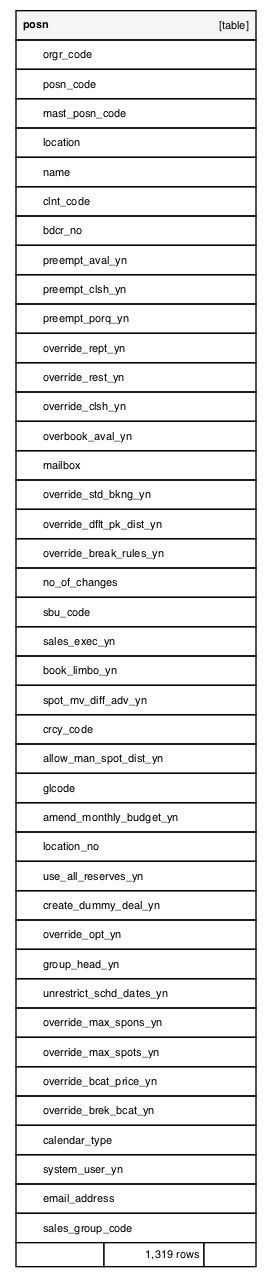 posn [table]
orgr_code
posn_code
mast_posn_code
location
name
clnt_code
bdcr_no
preempt_aval_yn
preempt_clsh_yn
preempt_porq_yn
override_rept_yn
override_rest_yn
override_clsh_yn
overbook_aval_yn
mailbox
override_std_bkng_yn
override_dflt_pk_dist_yn
override_break_rules_yn
no_of_changes
sbu_code
sales_exec_yn
book_limbo_yn
spot_mv_diff_adv_yn
crcy_code
allow_man_spot_dist_yn
glcode
amend_monthly_budget_yn
location_no
use_all_reserves_yn
create_dummy_deal_yn
override_opt_yn
group_head_yn
unrestrict_schd_dates_yn
override_max_spons_yn
override_max_spots_yn
override_bcat_price_yn
override_brek_bcat_yn
calendar_type
system_user_yn
email_address
sales_group_code
1,319 rows